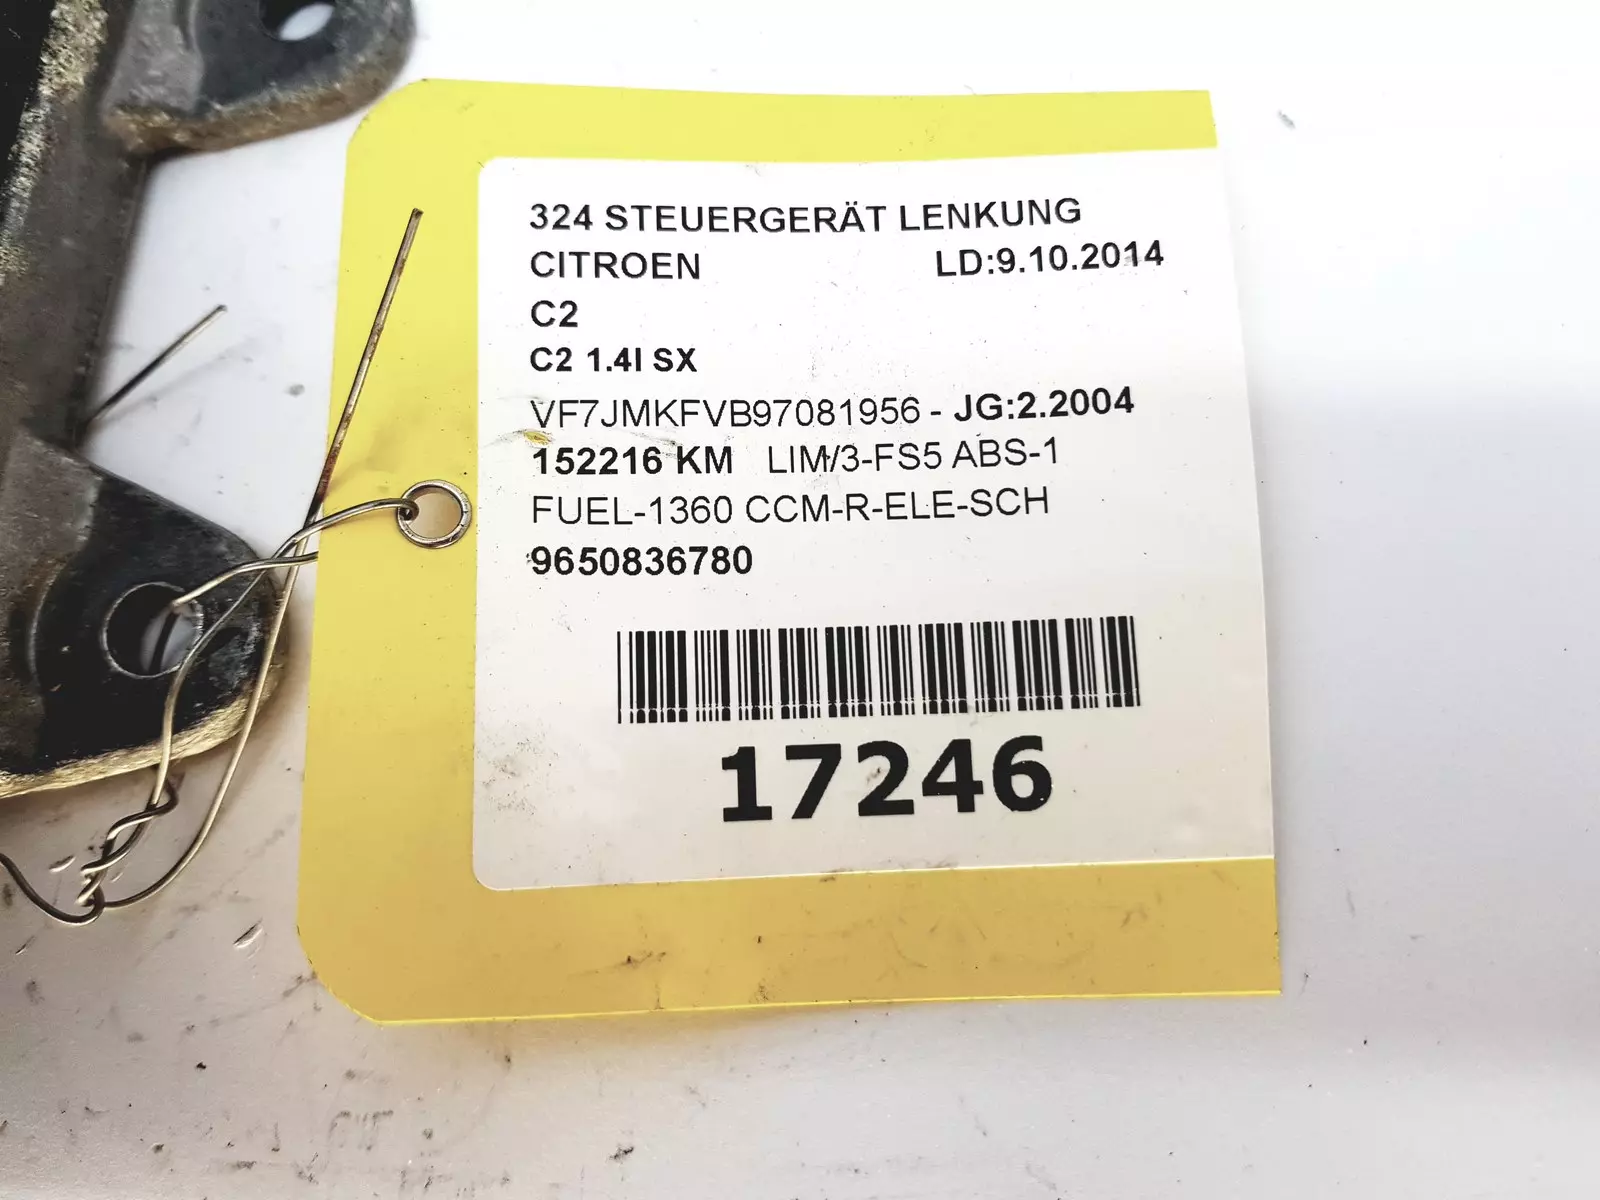 324 STEUERGERÄT LENKUNG
CITROEN LD:9.10.2014
C2
C2 1.4I SX
VF7JMKFVB97081956 - JG:2.2004
152216 KM LIM/3-FS5 ABS-1
FUEL-1360 CCM-R-ELE-SCH
9650836780
17246